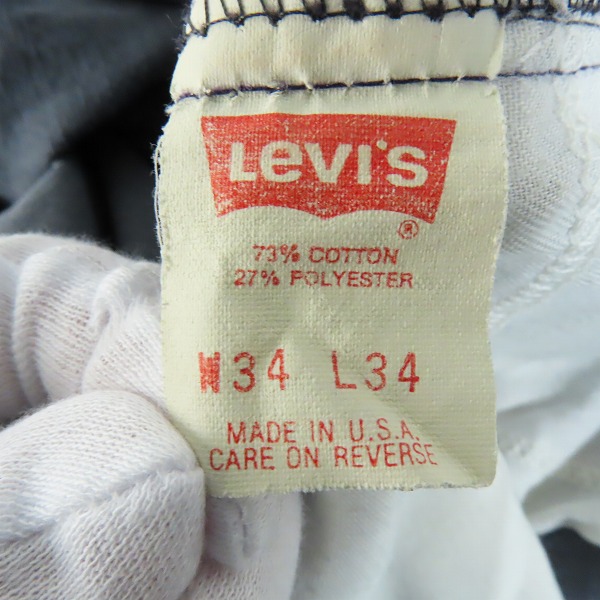 Levi's
®
73% COTTON
27% POLYESTER
W34 L34
MADE IN U.S.A.
CARE ON REVERSE